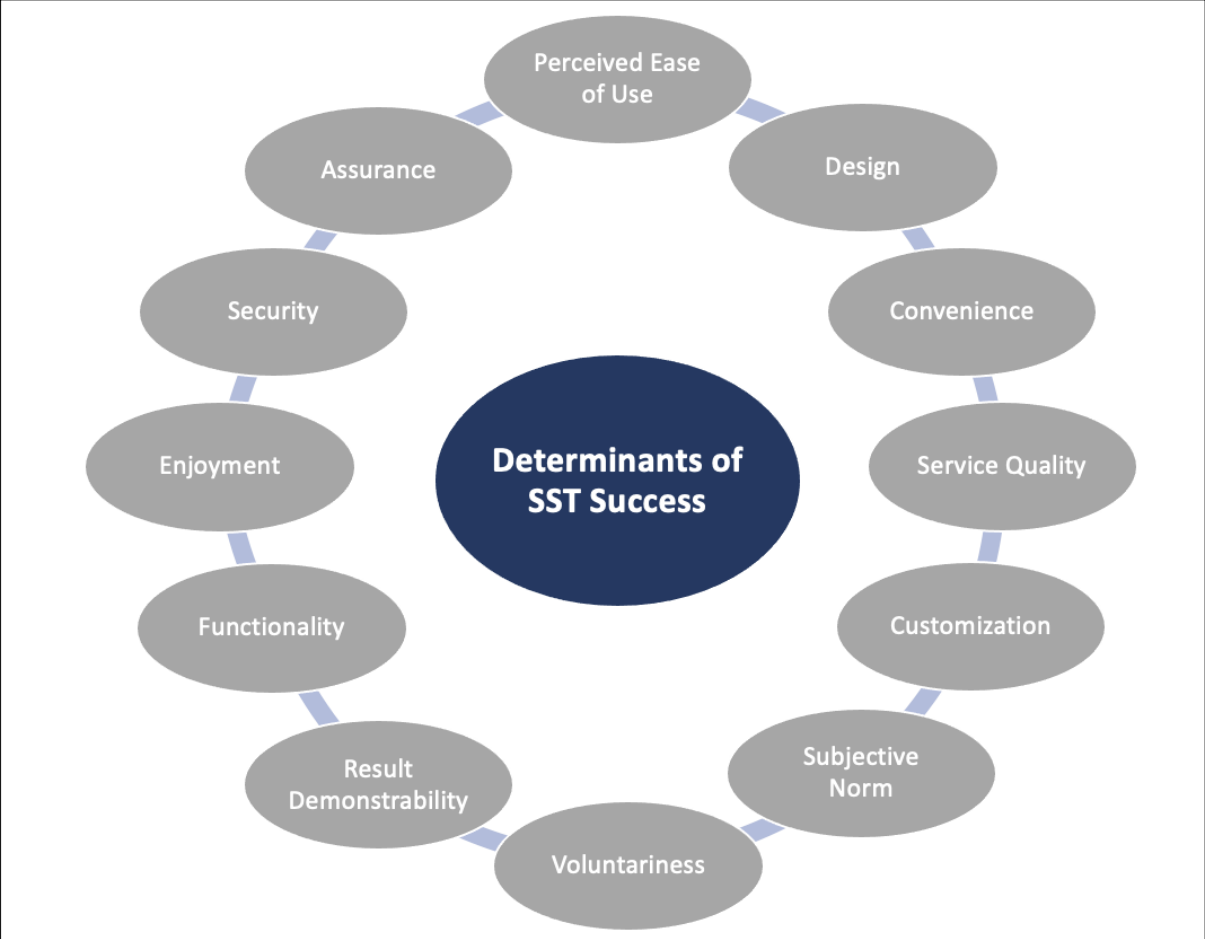 Perceived Ease
of Use
Design
Convenience
Service Quality
Customization
Subjective
Norm
Voluntariness
Result
Demonstrability
Functionality
Enjoyment
Security
Assurance
Determinants of
SST Success